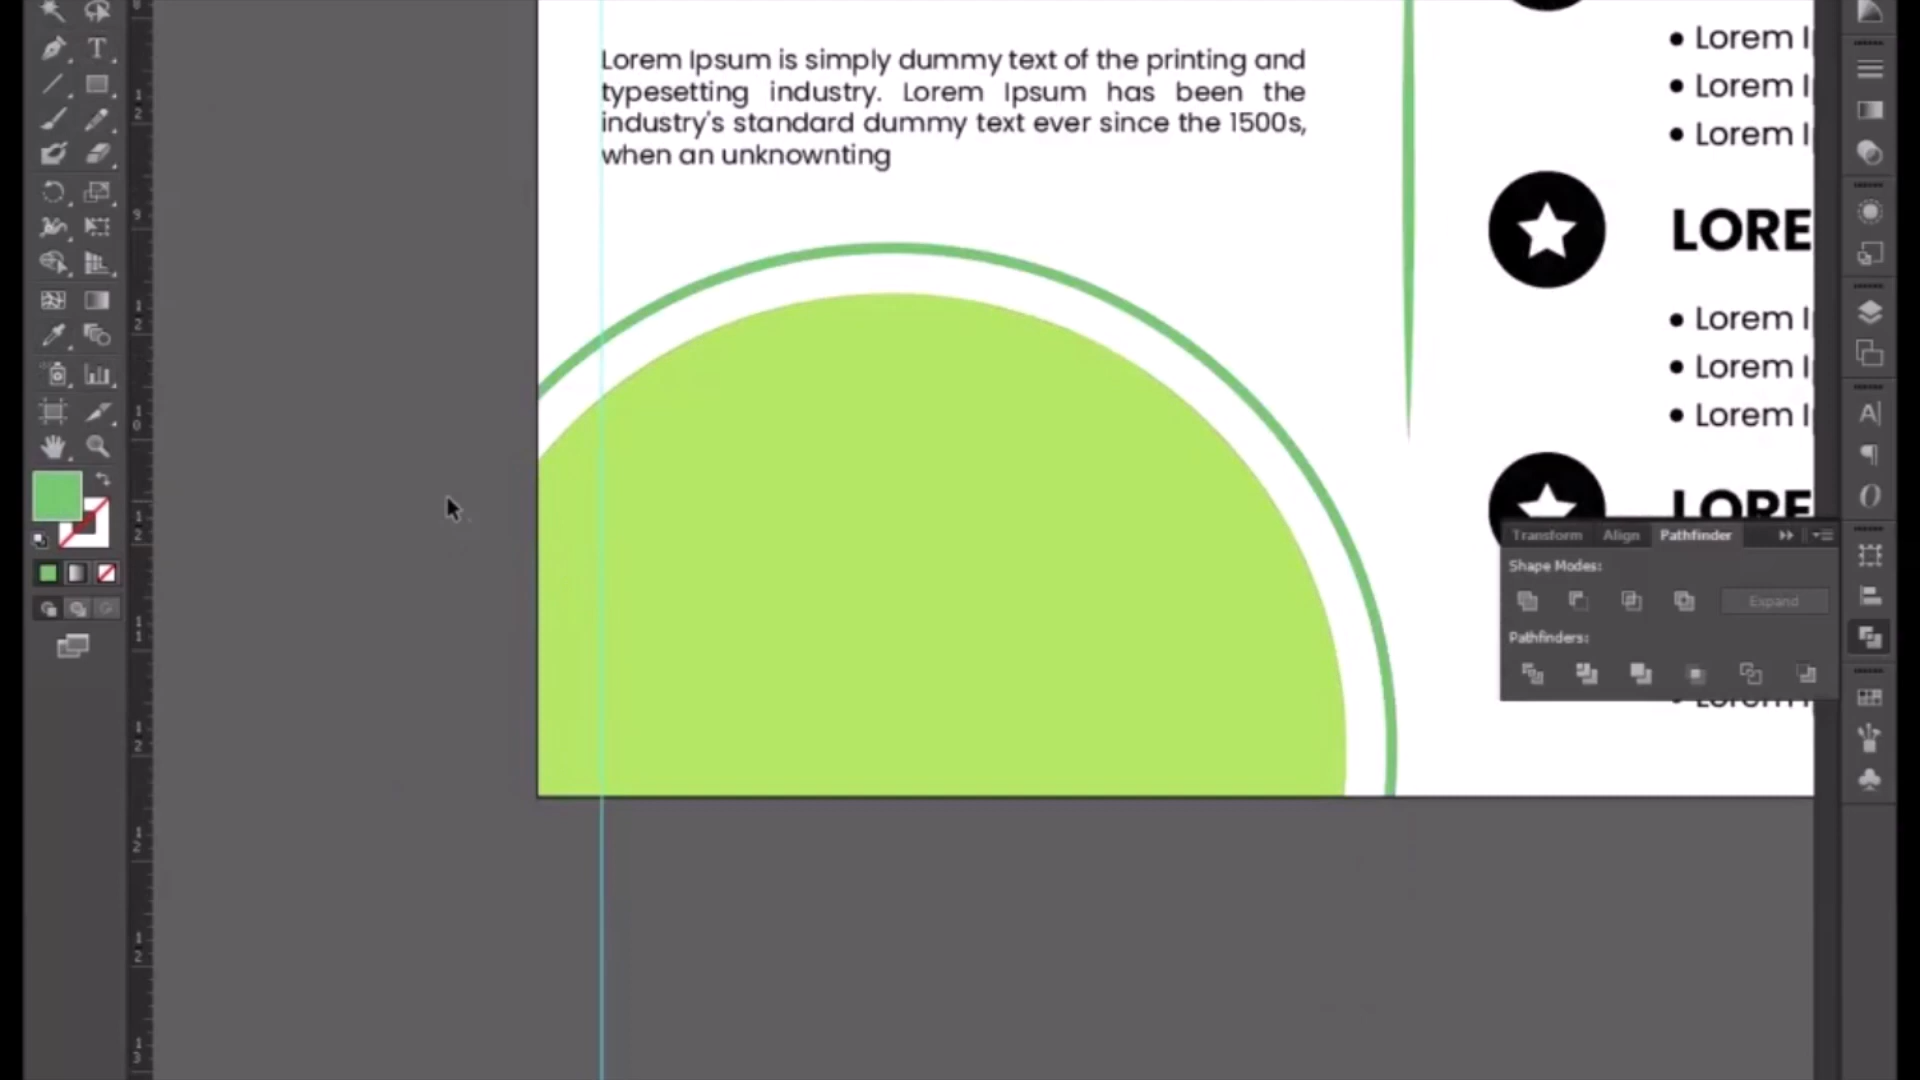 Lorem Ipsum is simply dummy text of the printing and
typesetting industry. Lorem Ipsum has been the
industry's standard dummy text ever since the 1500s,
when an unknownting
• Lorem I
• Lorem I
• Lorem I
LORE
• Lorem I
• Lorem I
• Lorem I
LORE
Transform Align Pathfinder
Shape Modes:
Expand
Pathfinders: